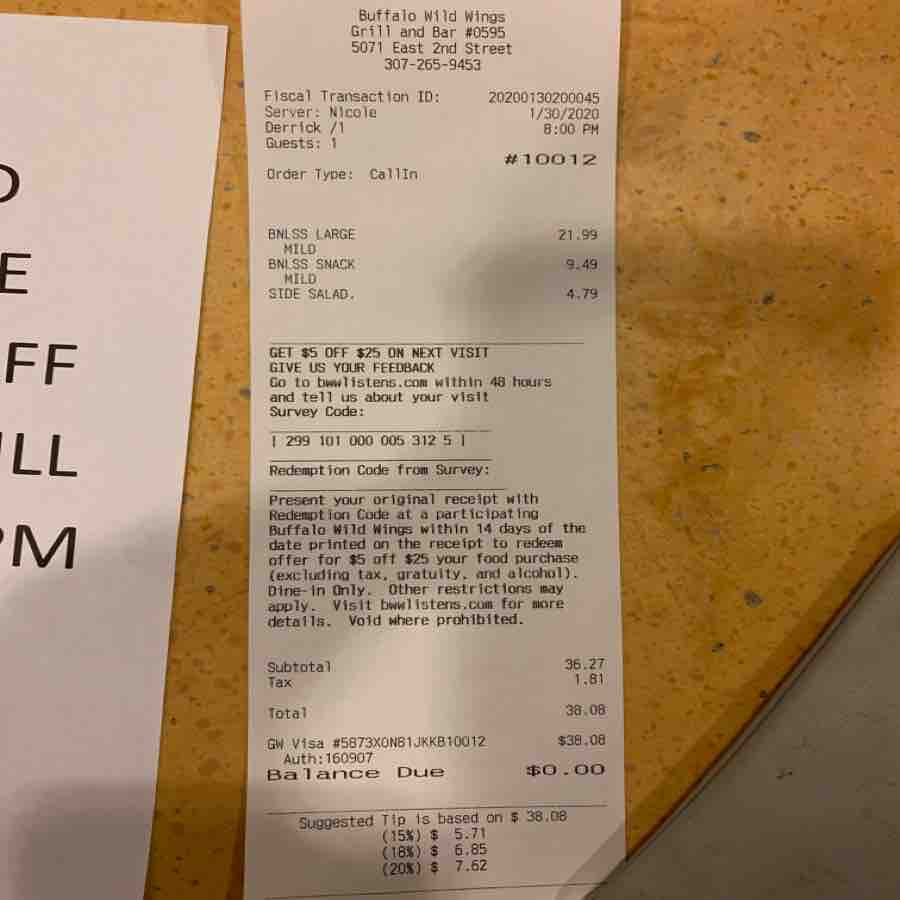 Buffalo Wild Wings
Grill and Bar #0595
5071 East 2nd Street
307-265-9453
Fiscal Transaction ID: 20200130200045
Server: Nicole 1/30/2020
Derrick /1 8:00 PM
Guests: 1
#10012
Order Type: CallIn
BNLSS LARGE 21.99
MILD
BNLSS SNACK 9.49
MILD
SIDE SALAD. 4.79
GET $5 OFF $25 ON NEXT VISIT
GIVE US YOUR FEEDBACK
Go to bwwlistens.com within 48 hours
and tell us about your visit
Survey Code:
| 299 101 000 005 312 5 |
Redemption Code from Survey:
Present your original receipt with
Redemption Code at a participating
Buffalo Wild Wings within 14 days of the
date printed on the receipt to redeem
offer for $5 off $25 your food purchase
(excluding tax, gratuity, and alcohol).
Dine-in Only. Other restrictions may
apply. Visit bwwlistens.com for more
details. Void where prohibited.
Subtotal 36.27
Tax 1.81
Total 38.08
GW Visa #5873XON81JKKB10012 $38.08
Auth:160907
Balance Due $0.00
Suggested Tip is based on $ 38.08
(15%) $ 5.71
(18%) $ 6.85
(20%) $ 7.62
E
FF
ILL
PM